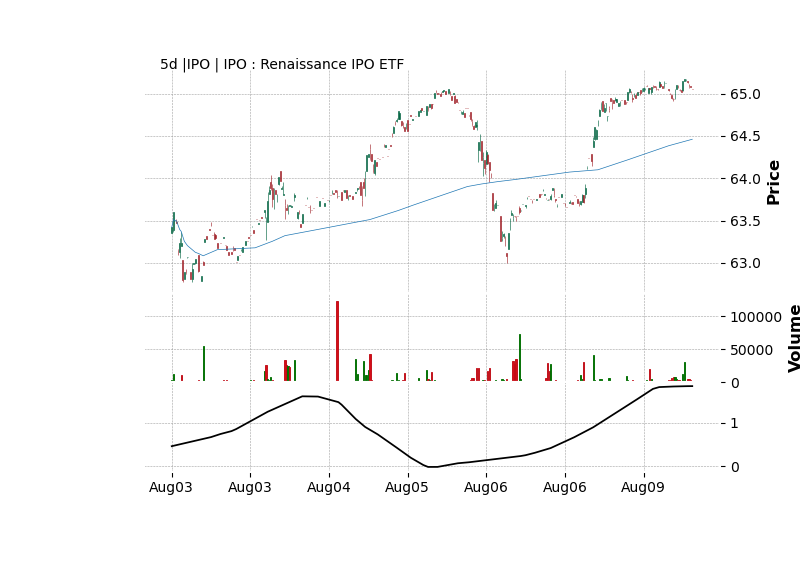 5d |IPO | IPO : Renaissance IPO ETF
65.0
64.5
64.0
63.5
63.0
Price
100000
50000
0
Volume
1
0
Aug03 Aug03 Aug04 Aug05 Aug06 Aug06 Aug09